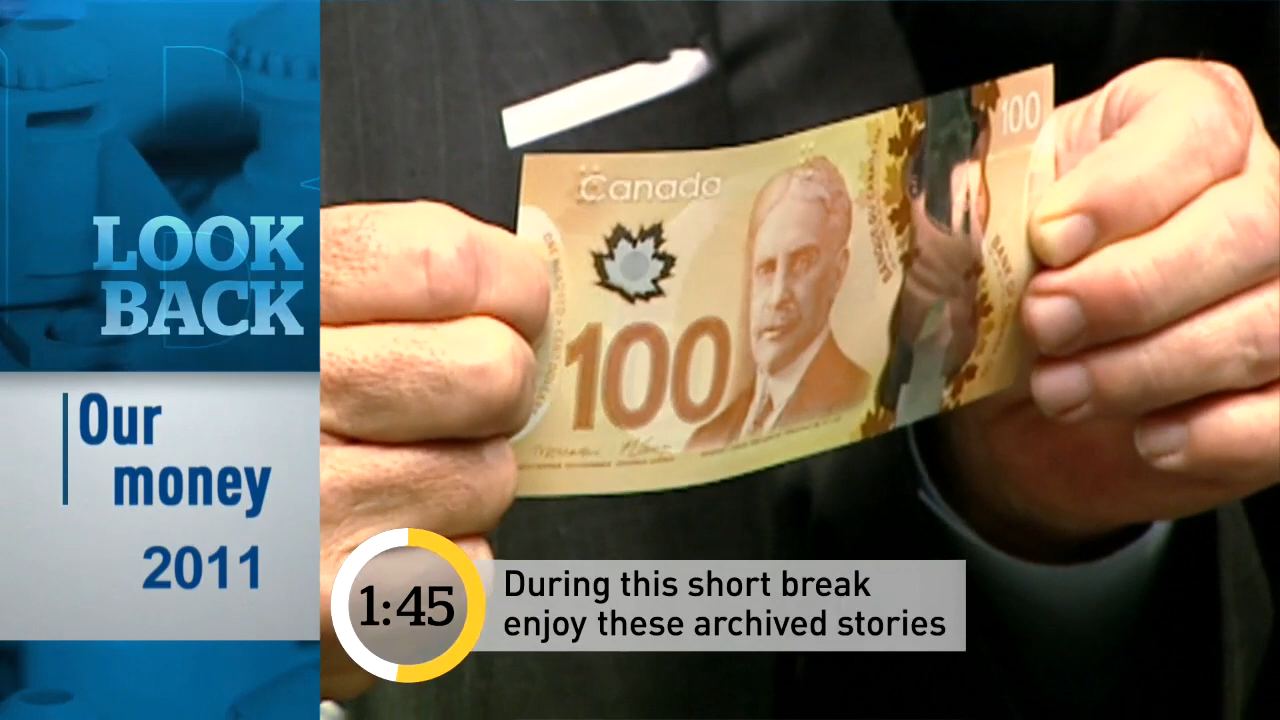 LOOK
BACK
Our
money
2011
Canada
100
100
1:45
During this short break
enjoy these archived stories